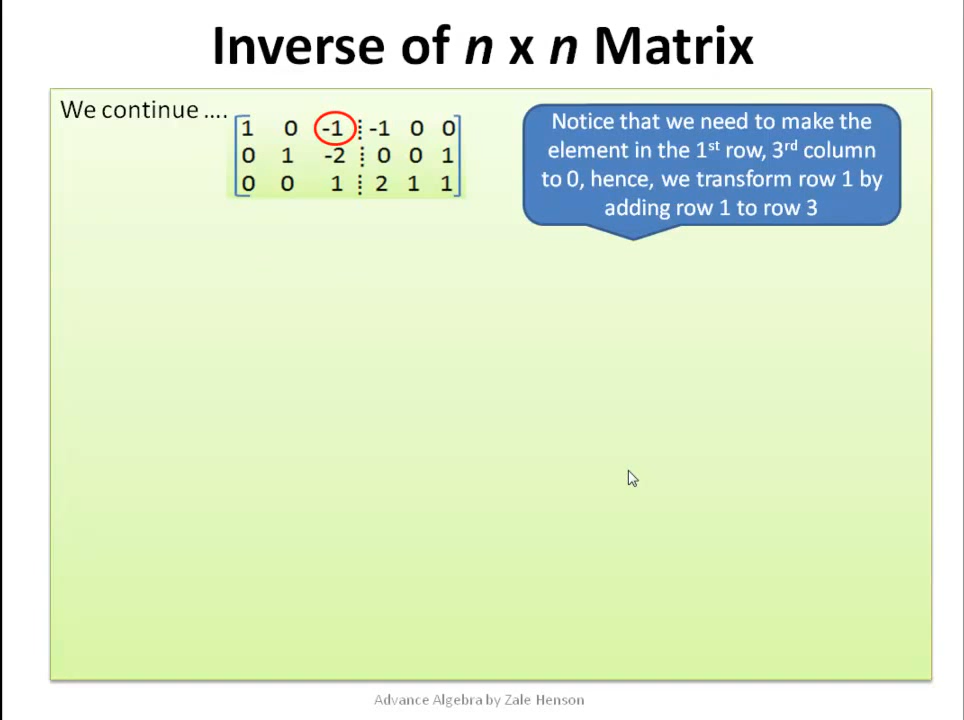 Inverse of n x n Matrix
We continue ....
1 0 -1 ⋮ -1 0 0
0 1 -2 ⋮ 0 0 1
0 0 1 ⋮ 2 1 1
Notice that we need to make the
element in the 1st row, 3rd column
to 0, hence, we transform row 1 by
adding row 1 to row 3
Advance Algebra by Zale Henson